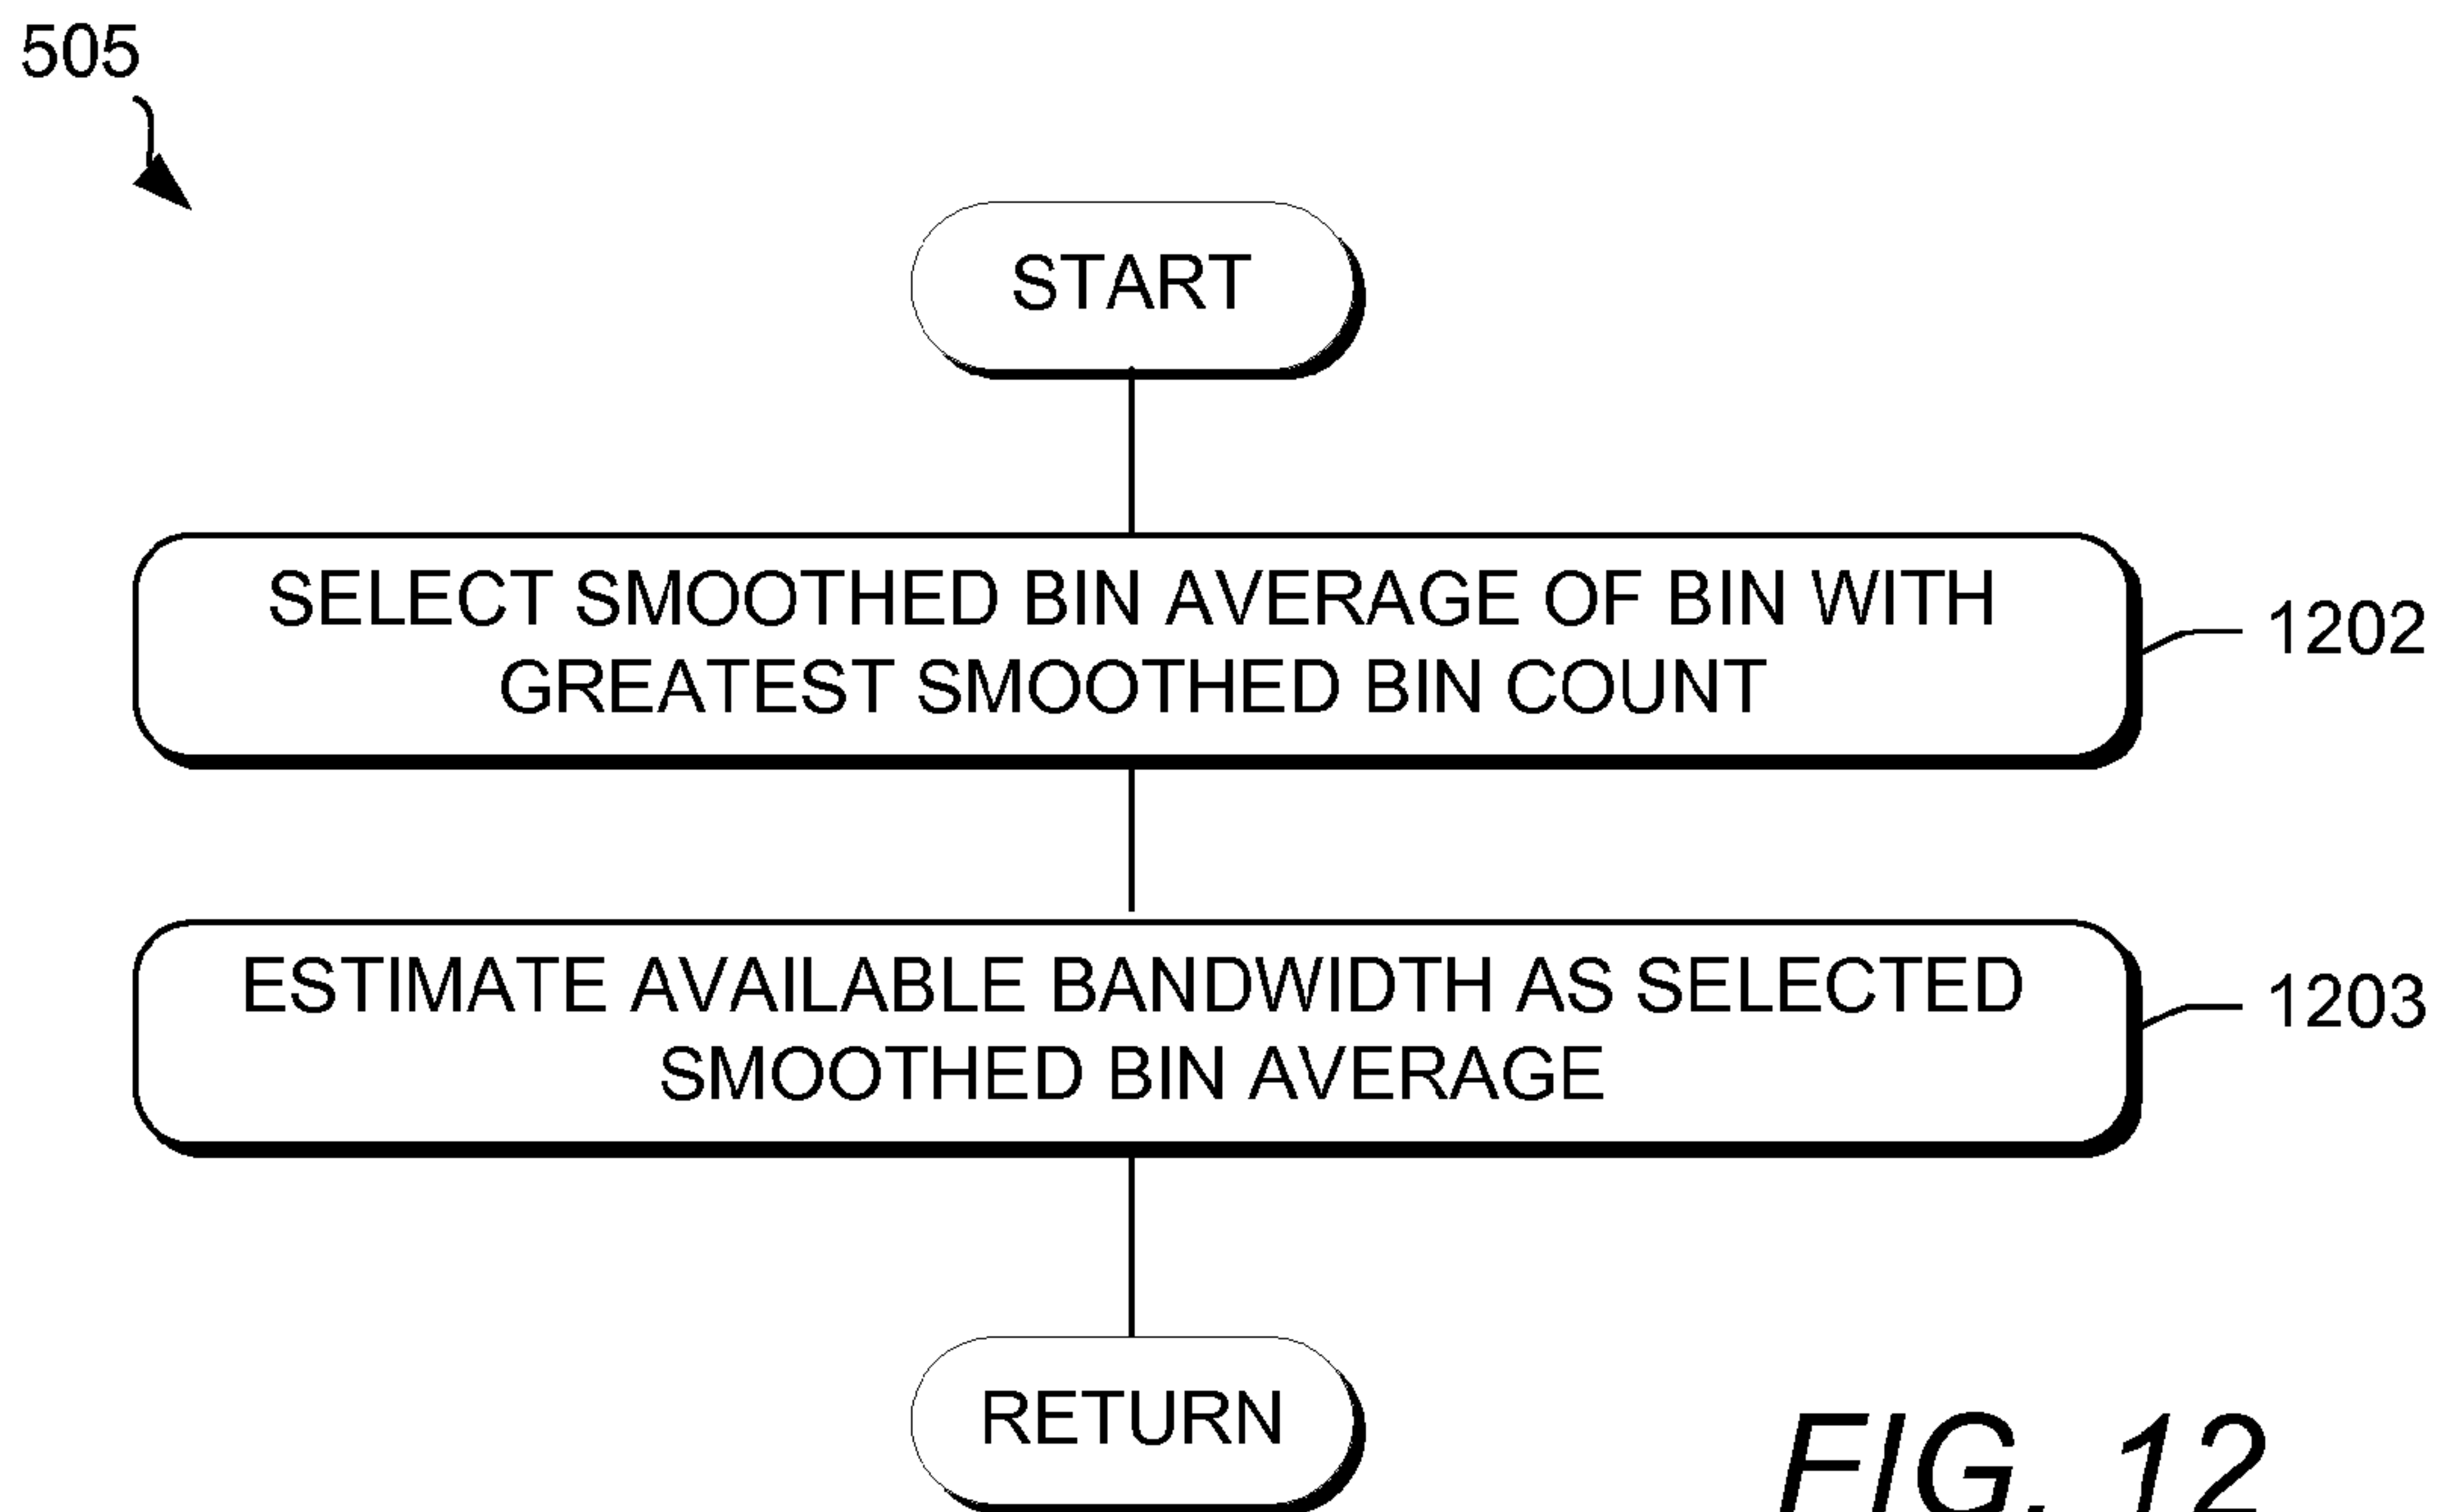 505
START
SELECT SMOOTHED BIN AVERAGE OF BIN WITH
GREATEST SMOOTHED BIN COUNT
1202
ESTIMATE AVAILABLE BANDWIDTH AS SELECTED
SMOOTHED BIN AVERAGE
1203
RETURN
FIG. 12